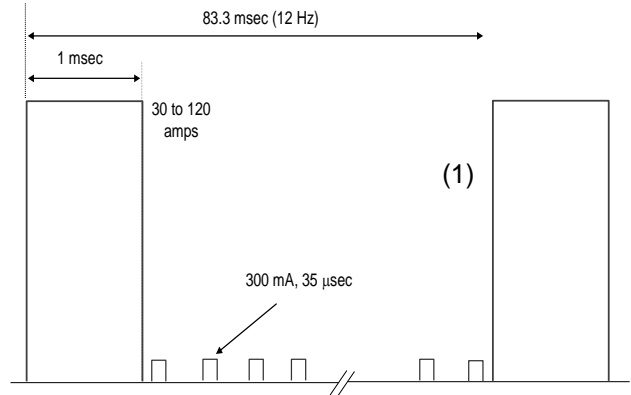 83.3 msec (12 Hz)
1 msec
30 to 120
amps
(1)
300 mA, 35 μsec